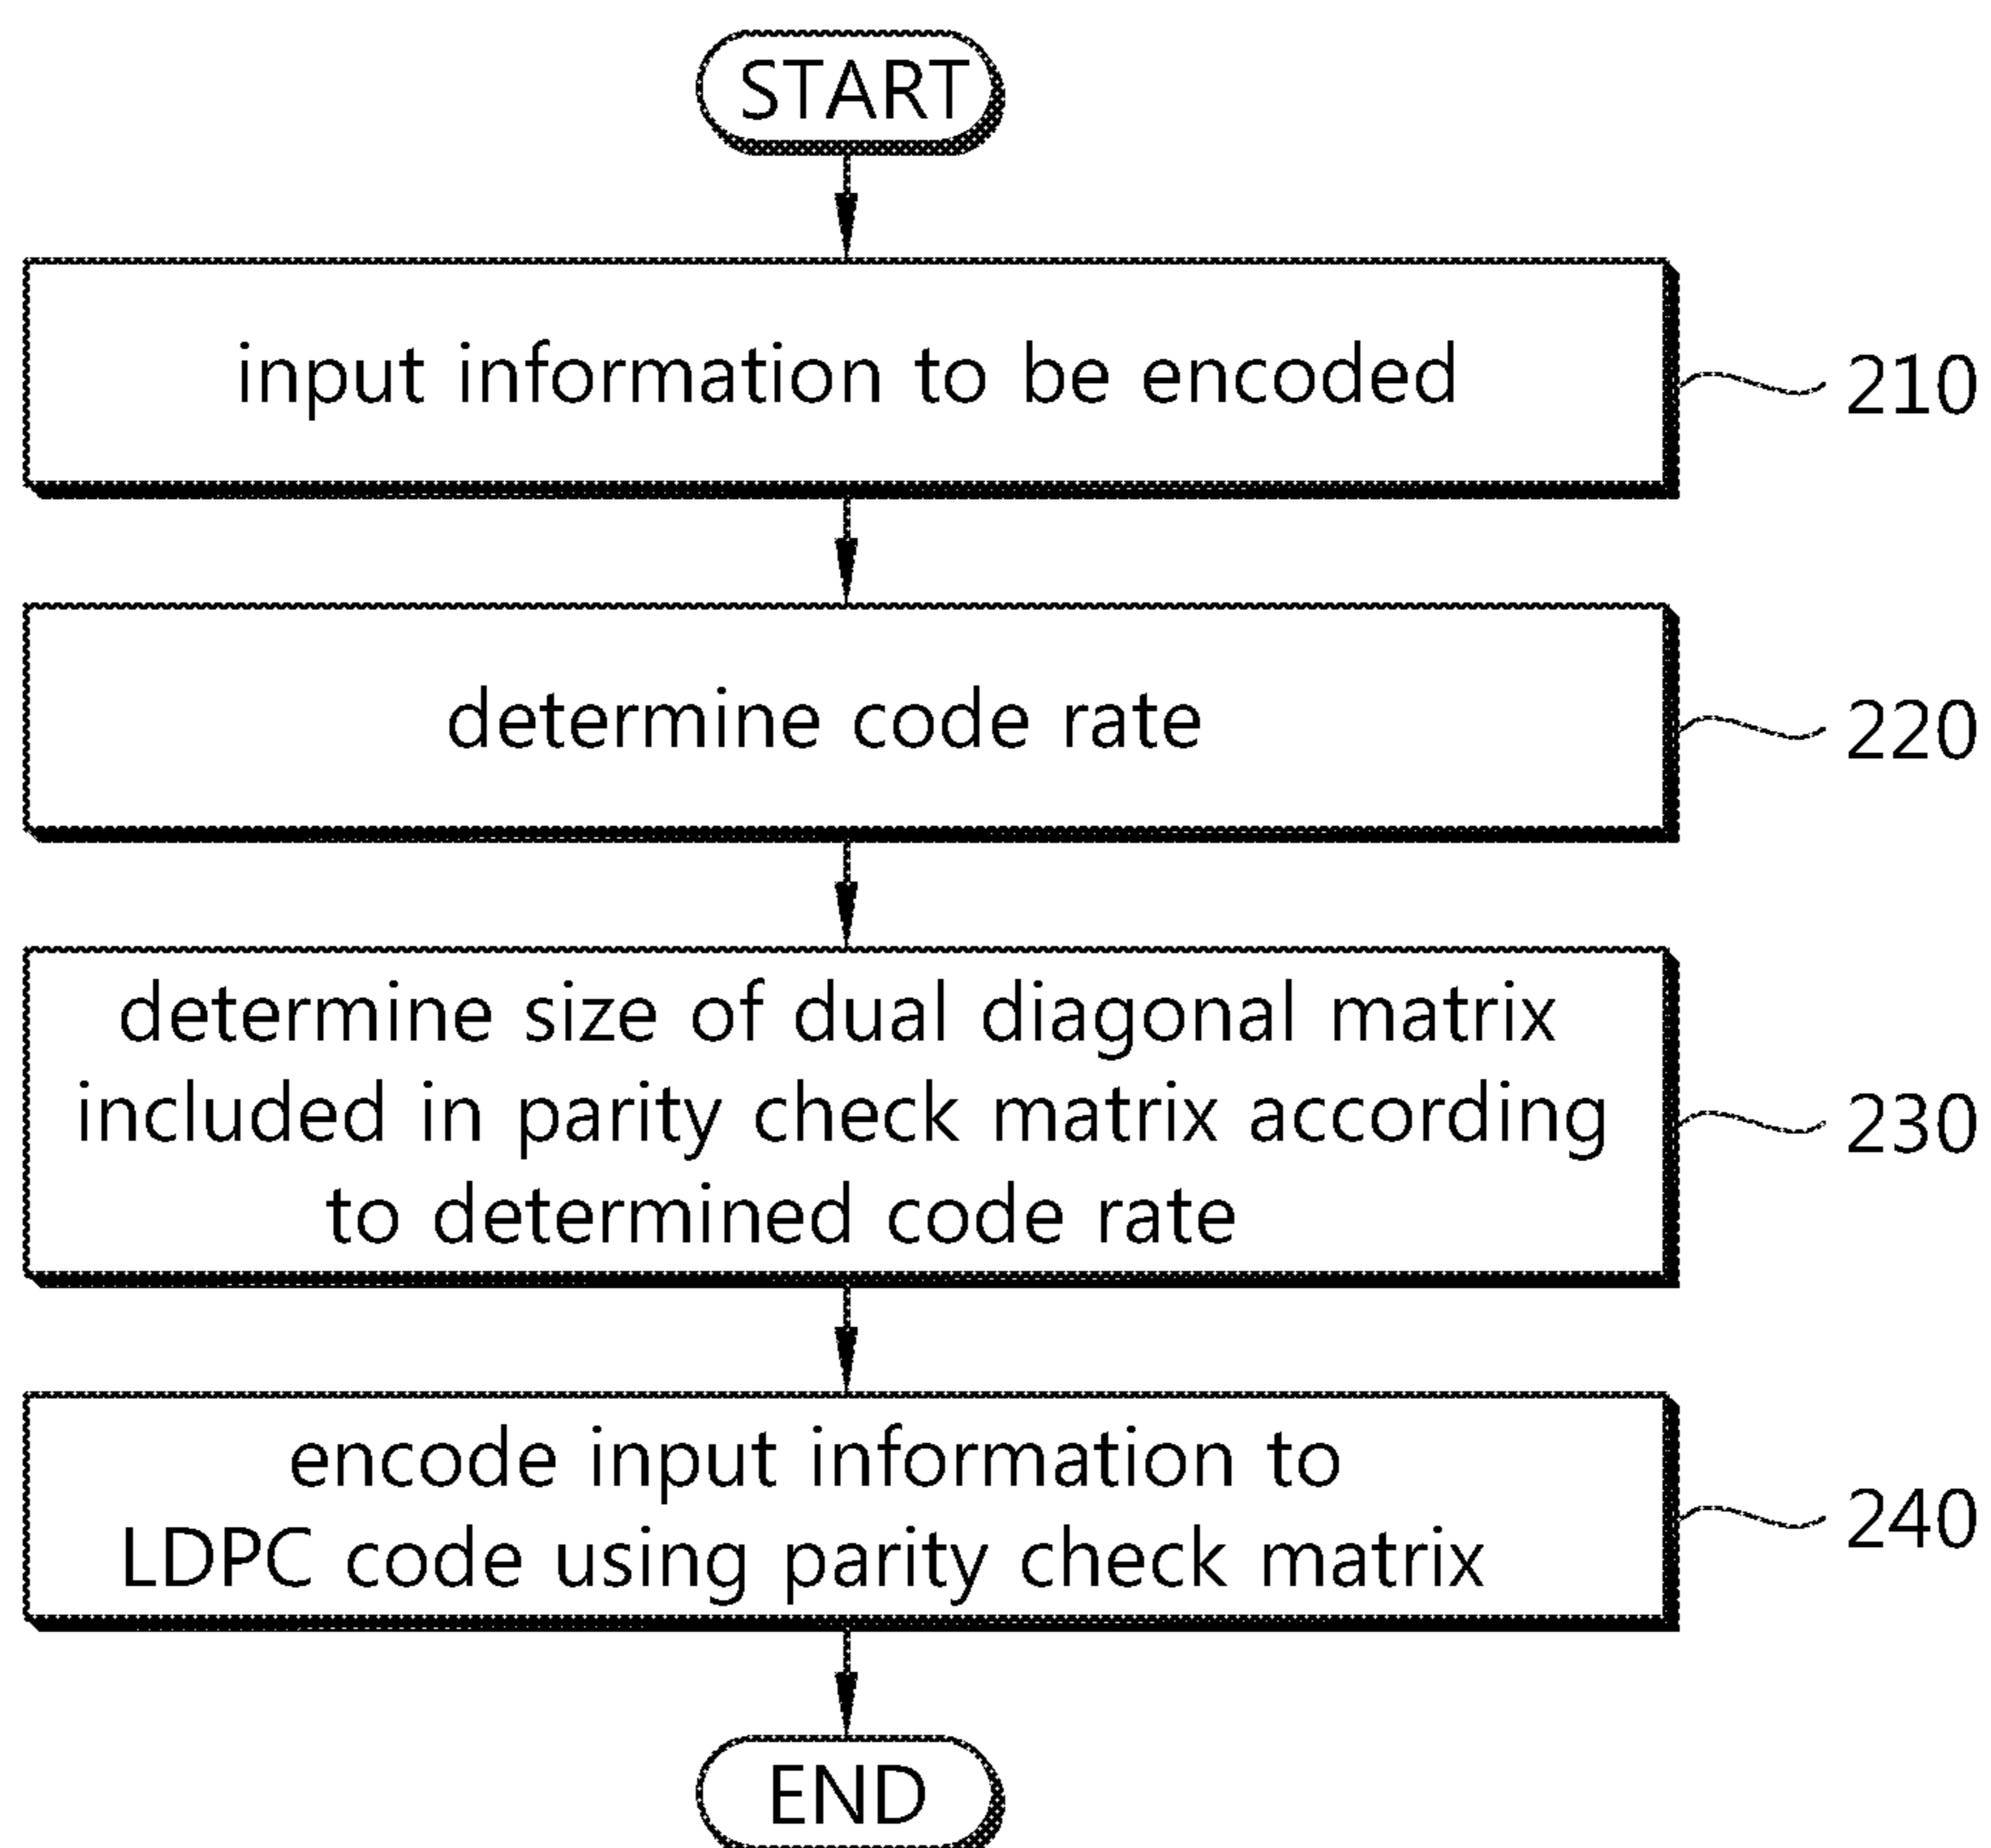 START
input information to be encoded
210
determine code rate
220
determine size of dual diagonal matrix
included in parity check matrix according
to determined code rate
230
encode input information to
LDPC code using parity check matrix
240
END